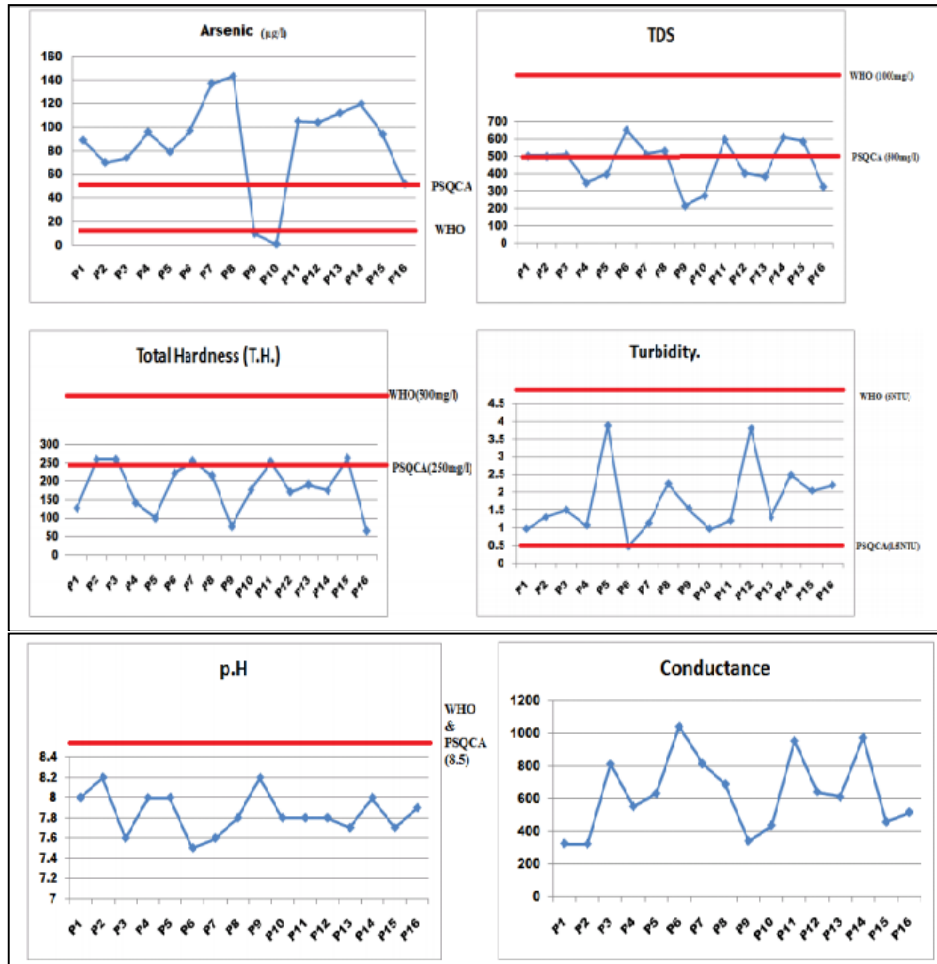 Arsenic (µg/l)
160
140
120
100
80
60
40
20
0
PSQCA
WHO
P1 P2 P3 P4 P5 P6 P7 P8 P9 P10 P11 P12 P13 P14 P15 P16
TDS
WHO (1000mg/l)
700
600
500
400
300
200
100
0
PSQCA (500mg/l)
P1 P2 P3 P4 P5 P6 P7 P8 P9 P10 P11 P12 P13 P14 P15 P16
Total Hardness (T.H.)
WHO(500mg/l)
300
250
200
150
100
50
0
PSQCA(250mg/l)
P1 P2 P3 P4 P5 P6 P7 P8 P9 P10 P11 P12 P13 P14 P15 P16
Turbidity.
WHO (5NTU)
4.5
4
3.5
3
2.5
2
1.5
1
0.5
0
PSQCA(0.5NTU)
P1 P2 P3 P4 P5 P6 P7 P8 P9 P10 P11 P12 P13 P14 P15 P16
p.H
WHO
&
PSQCA
(8.5)
8.4
8.2
8
7.8
7.6
7.4
7.2
7
P1 P2 P3 P4 P5 P6 P7 P8 P9 P10 P11 P12 P13 P14 P15 P16
Conductance
1200
1000
800
600
400
200
0
P1 P2 P3 P4 P5 P6 P7 P8 P9 P10 P11 P12 P13 P14 P15 P16